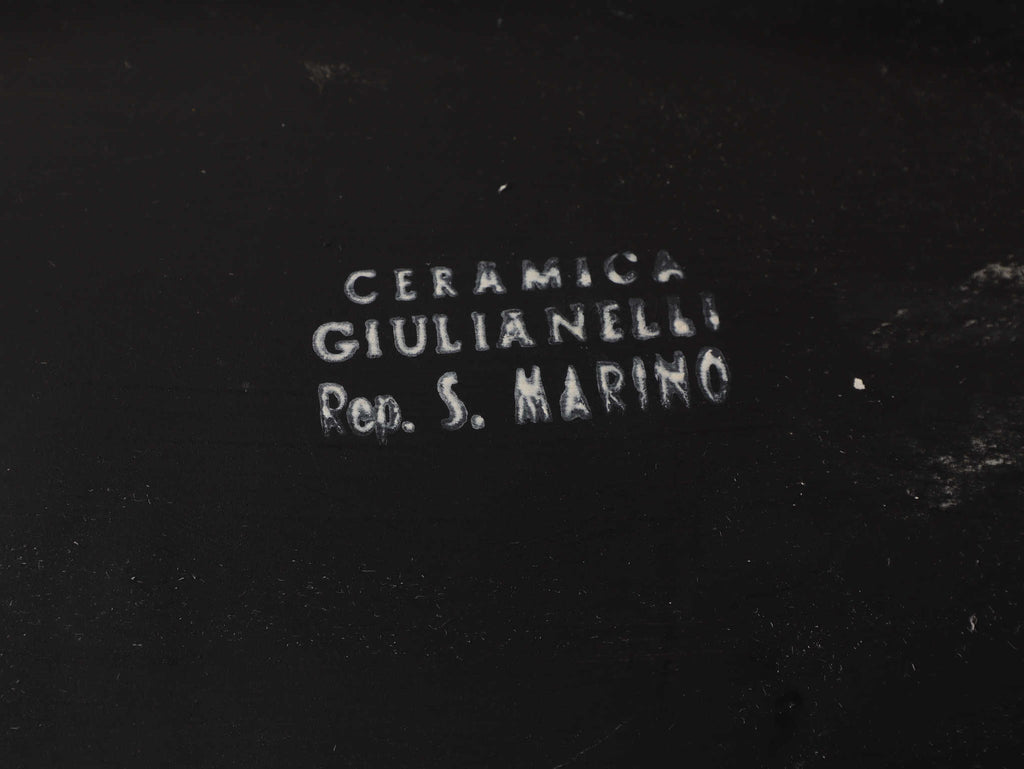 CERAMICA
GIULIANELLI
Rep. S. MARINO